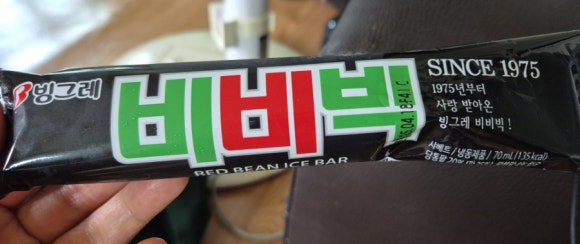 빙그레
비비빅
RED BEAN ICE BAR
SINCE 1975
1975년부터
사랑 받아온
빙그레 비비빅!
샤베트 / 냉동제품 / 70 mL (135 kcal)